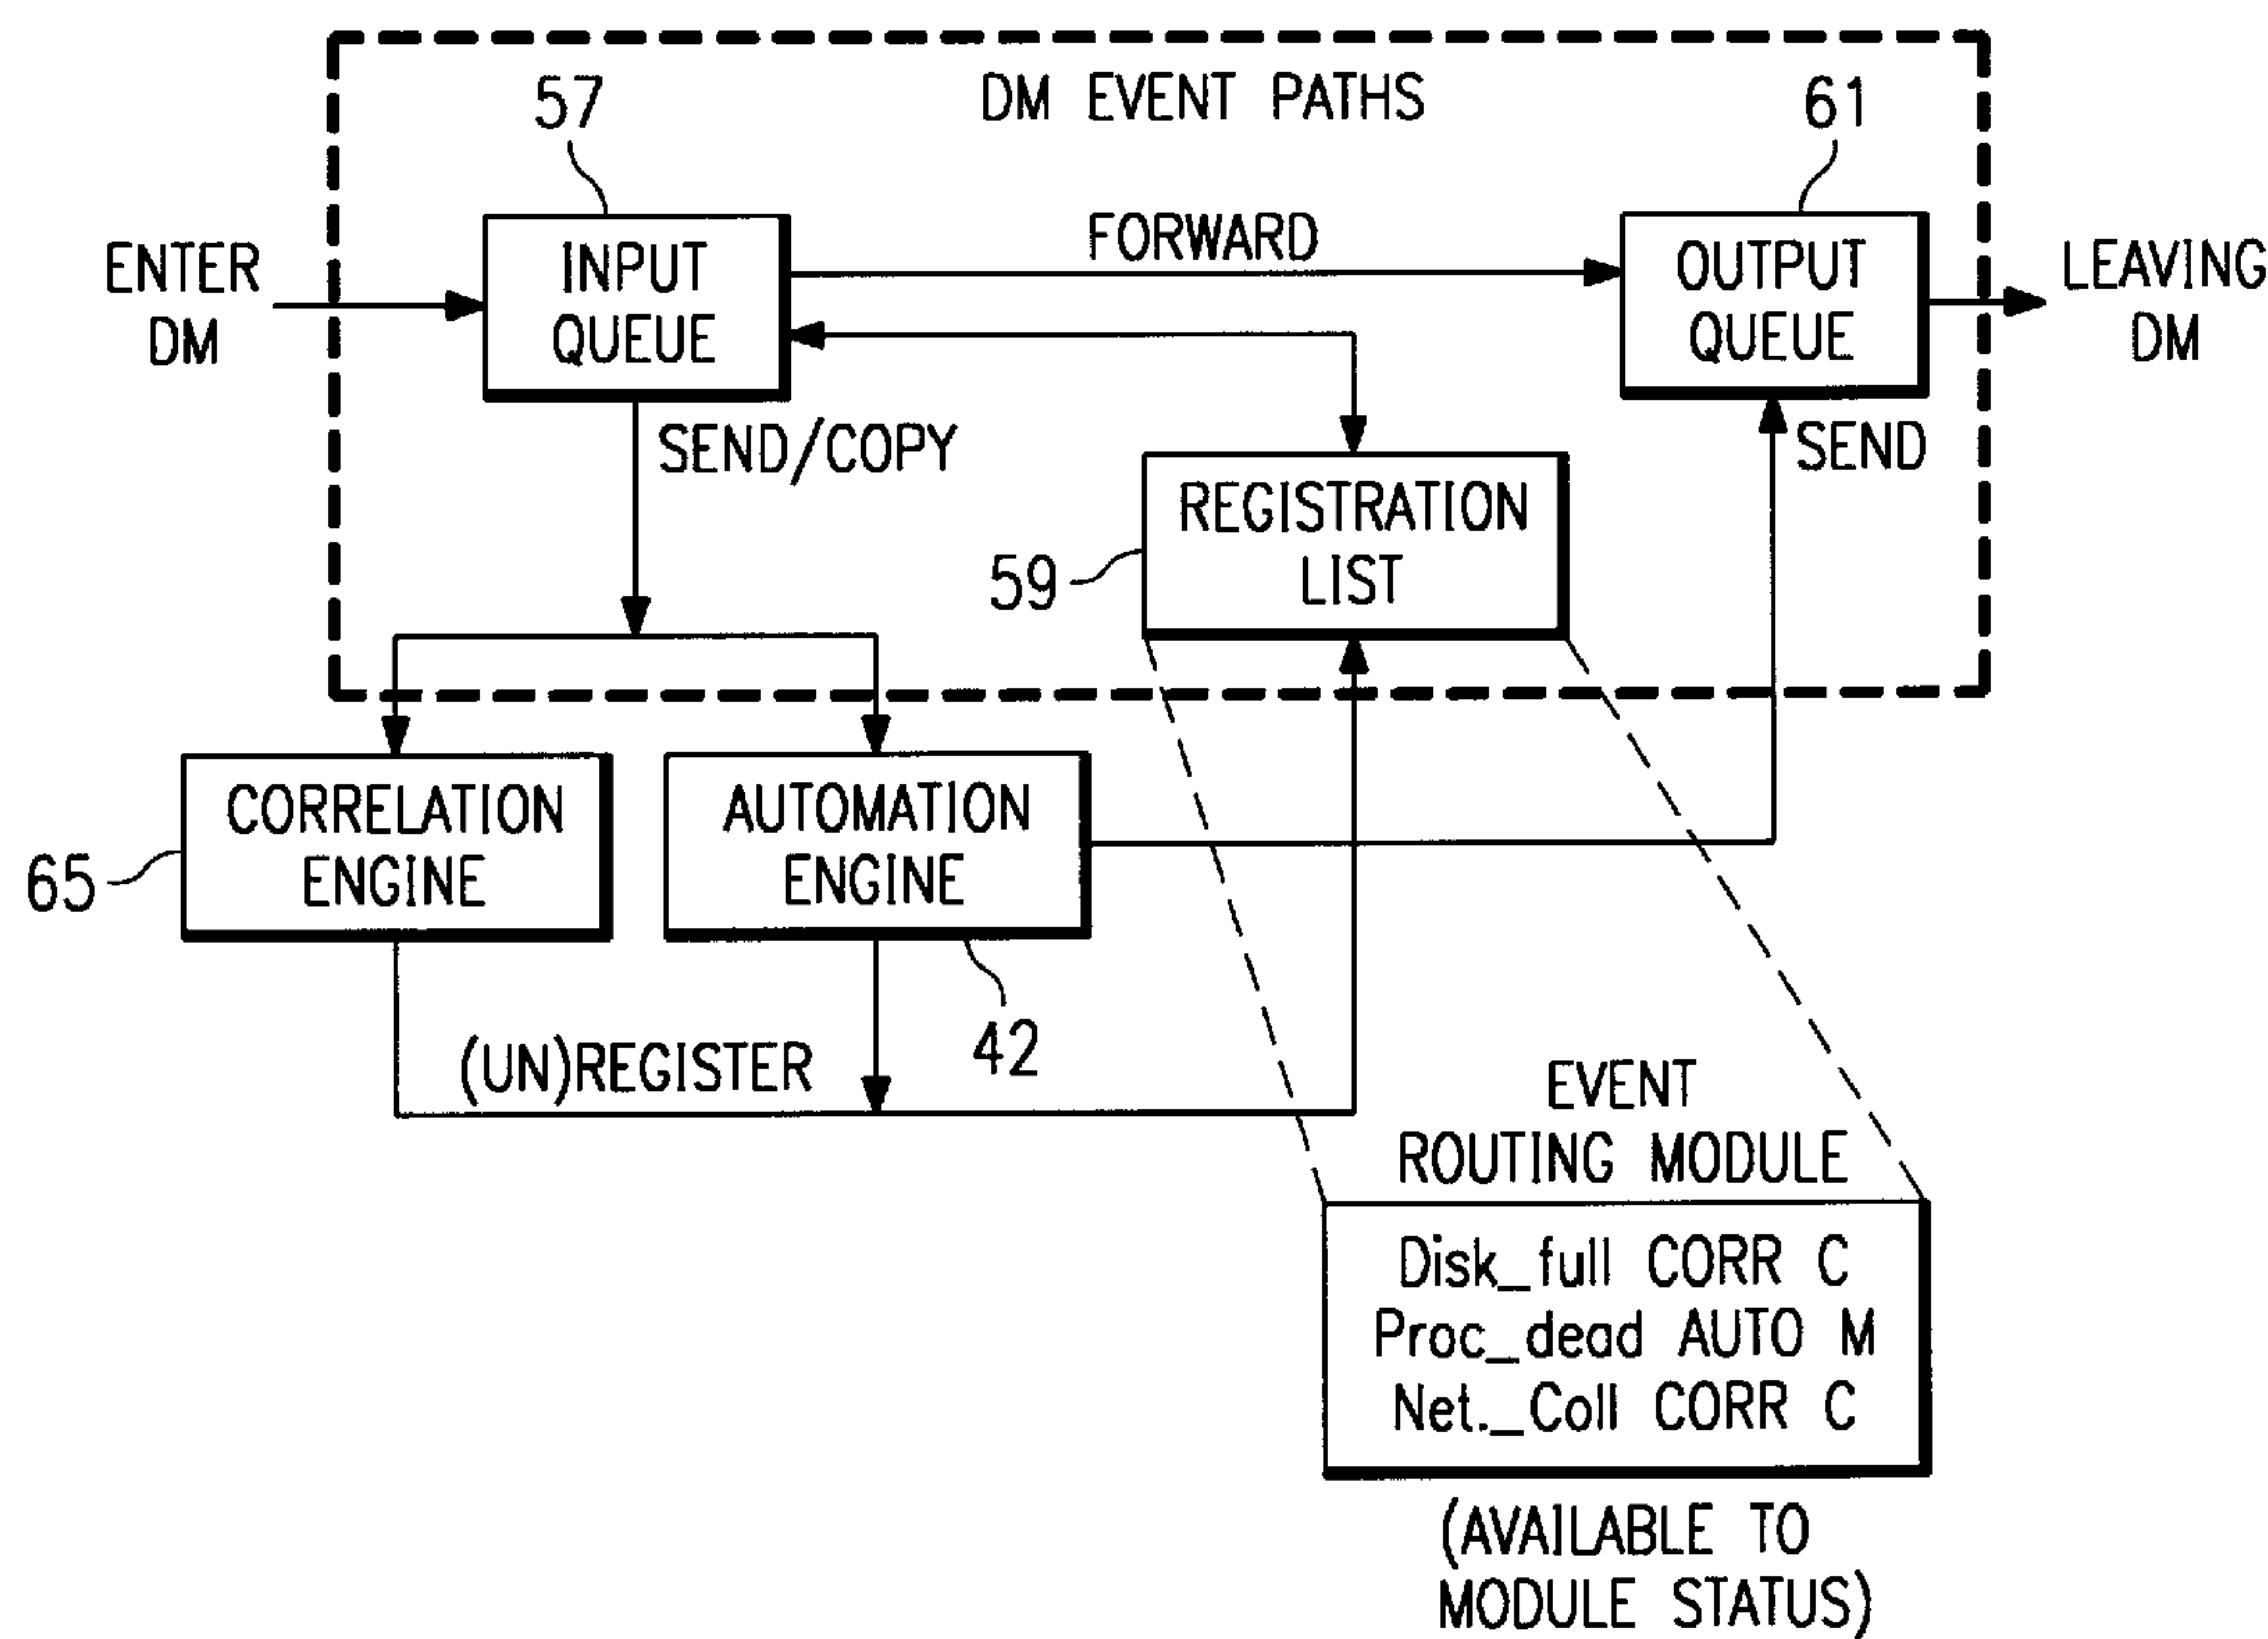 DM EVENT PATHS
57
61
ENTER
DM
INPUT
QUEUE
FORWARD
OUTPUT
QUEUE
LEAVING
DM
SEND/COPY
SEND
REGISTRATION
LIST
59
CORRELATION
ENGINE
65
AUTOMATION
ENGINE
42
(UN)REGISTER
EVENT
ROUTING MODULE
Disk_full CORR C
Proc_dead AUTO M
Net._Coll CORR C
(AVAILABLE TO
MODULE STATUS)